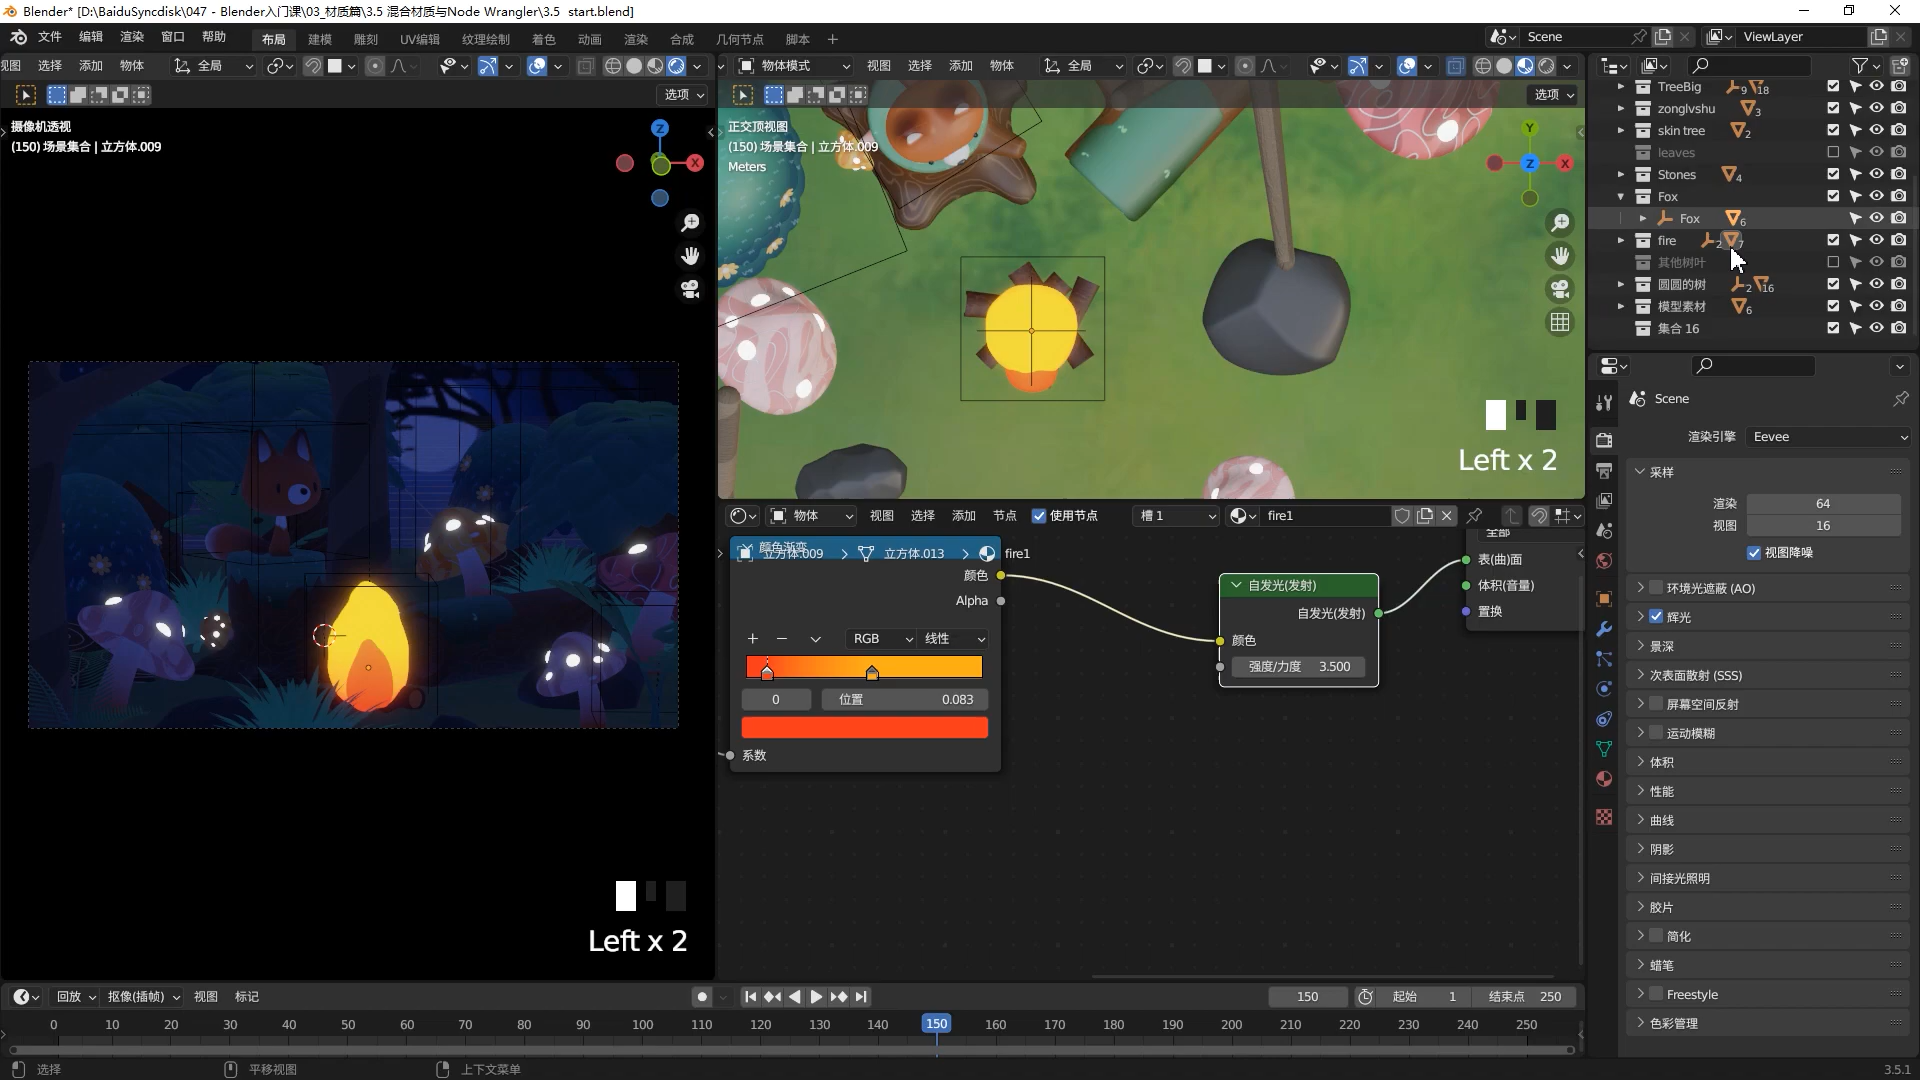 Blender* [D:\BaiduSyncdisk\047 - Blender入门课\03_材质篇\3.5 混合材质与Node Wrangler\3.5  start.blend]
文件 编辑 渲染 窗口 帮助 布局 建模 雕刻 UV编辑 纹理绘制 着色 动画 渲染 合成 几何节点 脚本 + Scene ViewLayer
视图 选择 添加 物体 全局
选项
摄像机透视
(150) 场景集合 | 立方体.009
Z
X
Left x 2
物体模式 视图 选择 添加 物体 全局
选项
正交顶视图
(150) 场景集合 | 立方体.009
Meters
Y
Z X
Left x 2
物体 视图 选择 添加 节点 使用节点 槽 1 fire1
颜色渐变
立方体.009 > 立方体.013 > fire1
颜色
Alpha
RGB 线性
0 位置 0.083
系数
自发光(发射)
自发光(发射)
颜色
强度/力度 3.500
全部
表(曲)面
体积(音量)
置换
TreeBig 9 18
zonglvshu 3
skin tree 2
leaves
Stones 4
Fox
Fox 6
fire 2 7
其他树叶
圆圆的树 2 16
模型素材 6
集合 16
Scene
渲染引擎 Eevee
采样
渲染 64
视图 16
视图降噪
环境光遮蔽 (AO)
辉光
景深
次表面散射 (SSS)
屏幕空间反射
运动模糊
体积
性能
曲线
阴影
间接光照明
胶片
简化
蜡笔
Freestyle
色彩管理
回放 抠像(插帧) 视图 标记 150 起始 1 结束点 250
0 10 20 30 40 50 60 70 80 90 100 110 120 130 140 150 160 170 180 190 200 210 220 230 240 250
选择 平移视图 上下文菜单 3.5.1